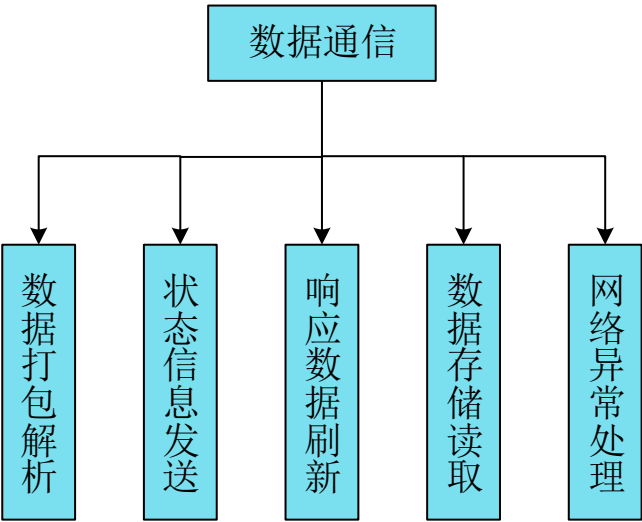 数据通信
数据打包解析
状态信息发送
响应数据刷新
数据存储读取
网络异常处理